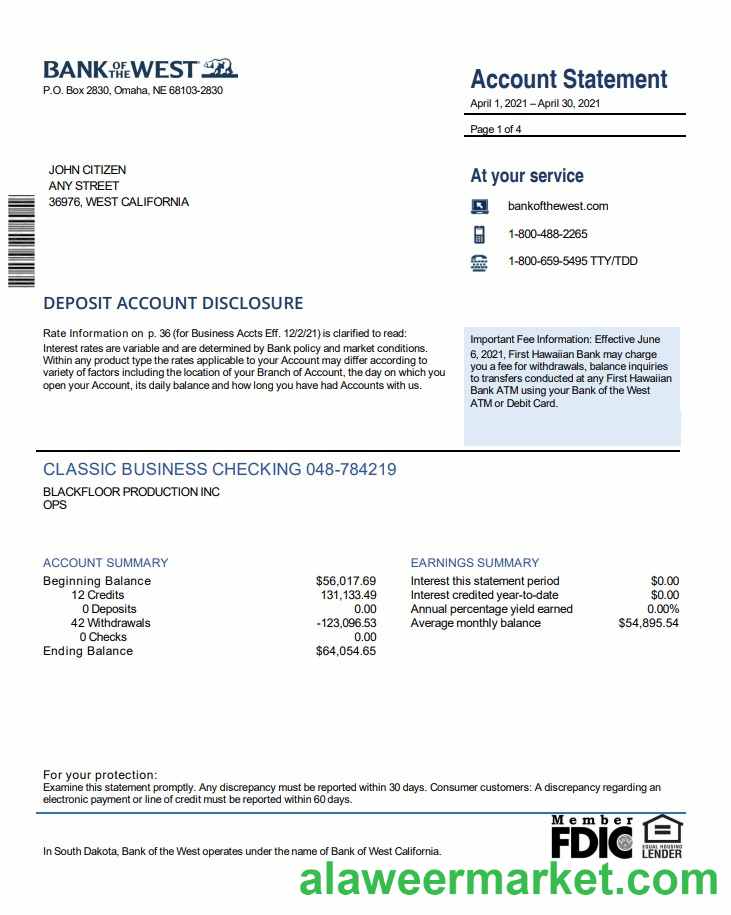 BANK OF THE WEST
P.O. Box 2830, Omaha, NE 68103-2830
Account Statement
April 1, 2021 – April 30, 2021
Page 1 of 4
JOHN CITIZEN
ANY STREET
36976, WEST CALIFORNIA
At your service
bankofthewest.com
1-800-488-2265
1-800-659-5495 TTY/TDD
DEPOSIT ACCOUNT DISCLOSURE
Rate Information on p. 36 (for Business Accts Eff. 12/2/21) is clarified to read:
Interest rates are variable and are determined by Bank policy and market conditions.
Within any product type the rates applicable to your Account may differ according to
variety of factors including the location of your Branch of Account, the day on which you
open your Account, its daily balance and how long you have had Accounts with us.
Important Fee Information: Effective June
6, 2021, First Hawaiian Bank may charge
you a fee for withdrawals, balance inquiries
to transfers conducted at any First Hawaiian
Bank ATM using your Bank of the West
ATM or Debit Card.
CLASSIC BUSINESS CHECKING 048-784219
BLACKFLOOR PRODUCTION INC
OPS
ACCOUNT SUMMARY
Beginning Balance $56,017.69
12 Credits 131,133.49
0 Deposits 0.00
42 Withdrawals -123,096.53
0 Checks 0.00
Ending Balance $64,054.65
EARNINGS SUMMARY
Interest this statement period $0.00
Interest credited year-to-date $0.00
Annual percentage yield earned 0.00%
Average monthly balance $54,895.54
For your protection:
Examine this statement promptly. Any discrepancy must be reported within 30 days. Consumer customers: A discrepancy regarding an
electronic payment or line of credit must be reported within 60 days.
In South Dakota, Bank of the West operates under the name of Bank of West California.
Member
FDIC
EQUAL HOUSING
LENDER
alaweermarket.com